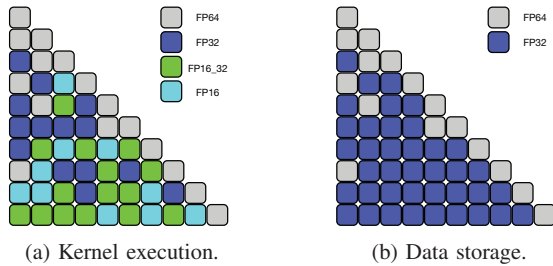 FP64
FP32
FP16_32
FP16
FP64
FP32
(a) Kernel execution.
(b) Data storage.